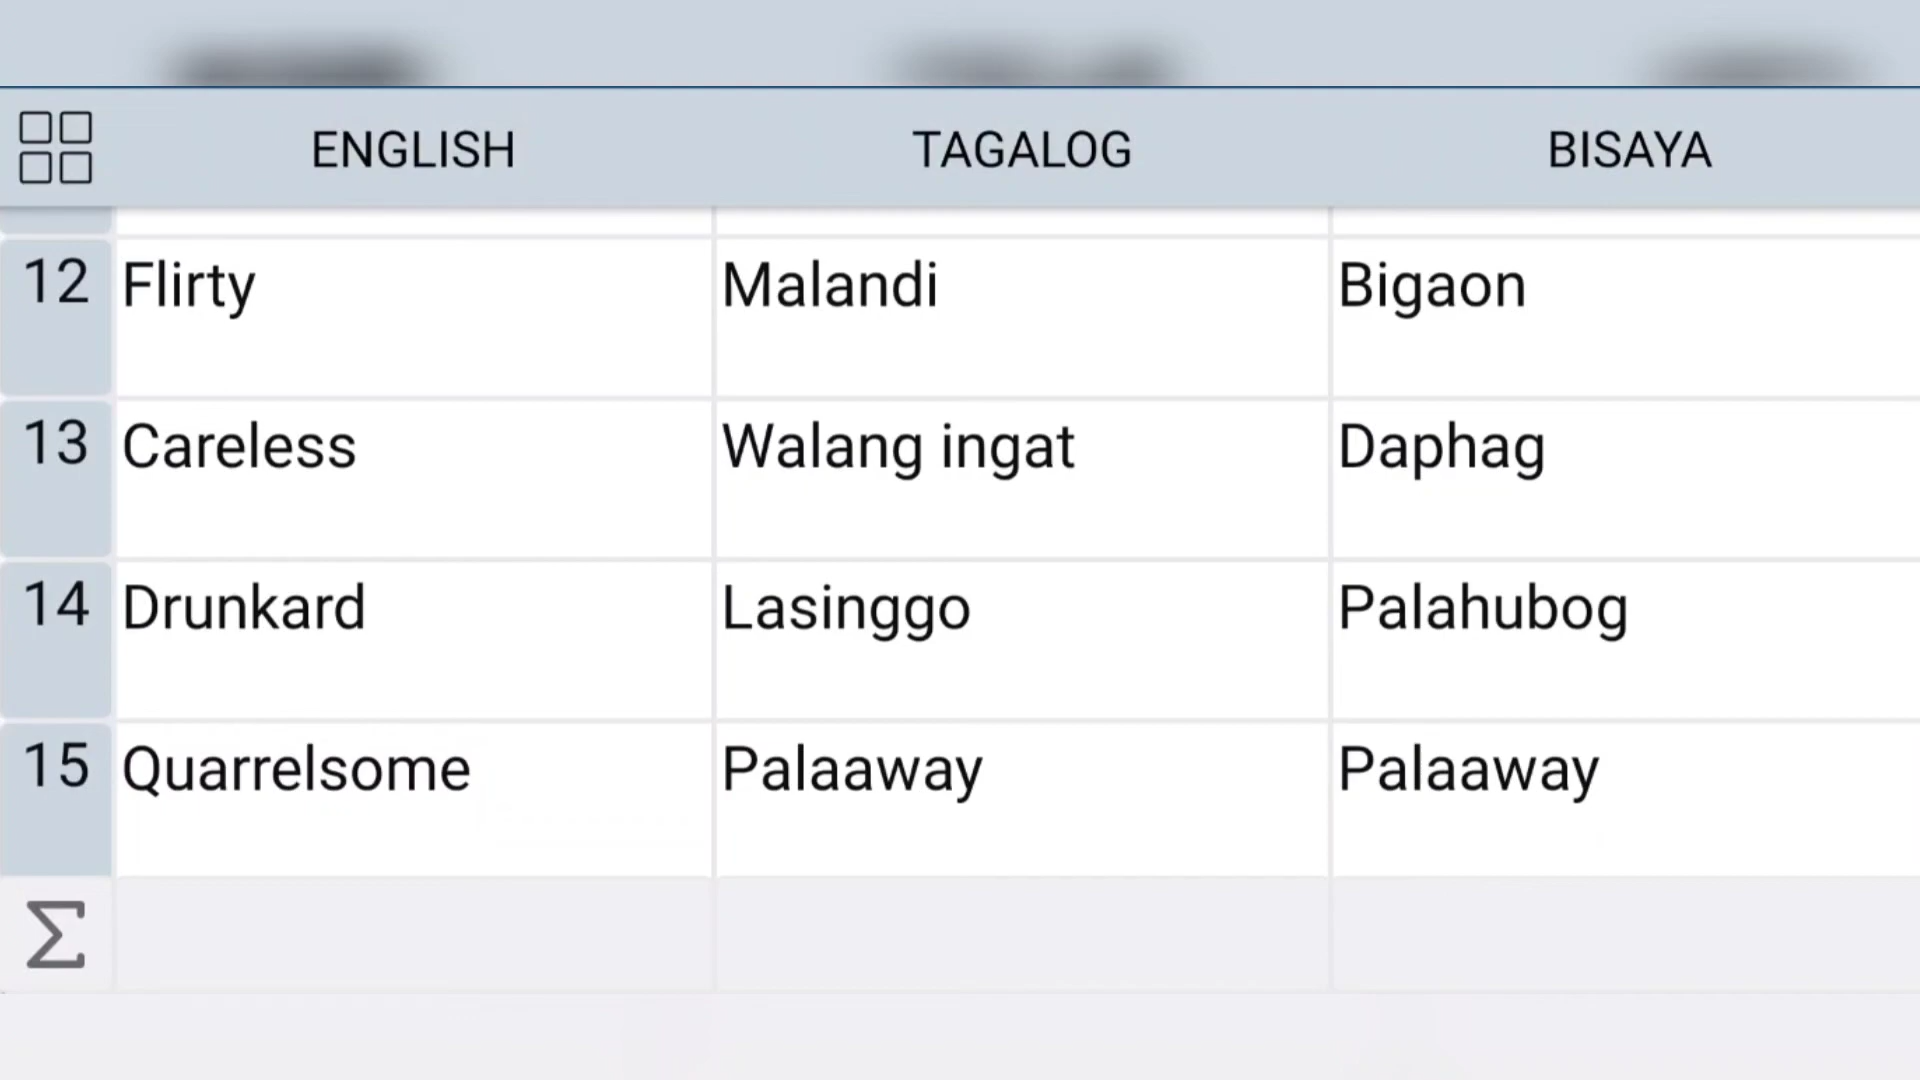 ENGLISH TAGALOG BISAYA
12 Flirty Malandi Bigaon
13 Careless Walang ingat Daphag
14 Drunkard Lasinggo Palahubog
15 Quarrelsome Palaaway Palaaway
Σ